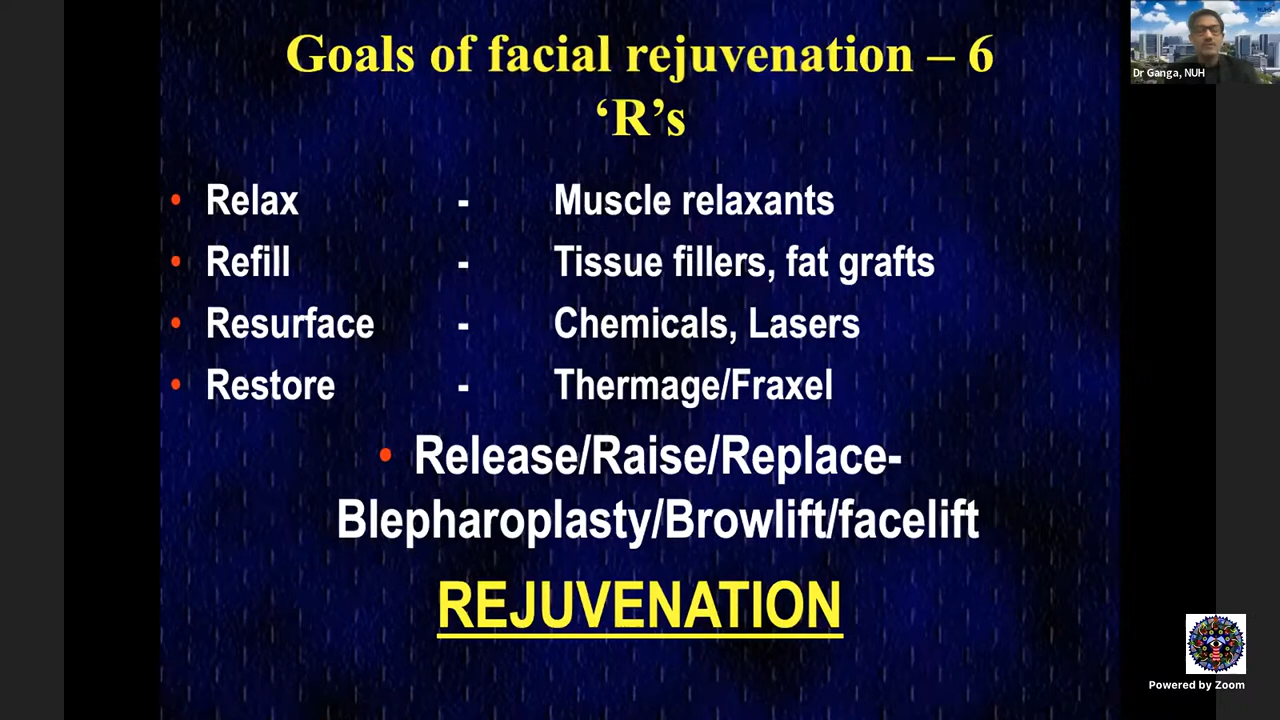 Goals of facial rejuvenation – 6
‘R’s
• Relax - Muscle relaxants
• Refill - Tissue fillers, fat grafts
• Resurface - Chemicals, Lasers
• Restore - Thermage/Fraxel
• Release/Raise/Replace-
Blepharoplasty/Browlift/facelift
REJUVENATION
Dr Ganga, NUH
Powered by Zoom